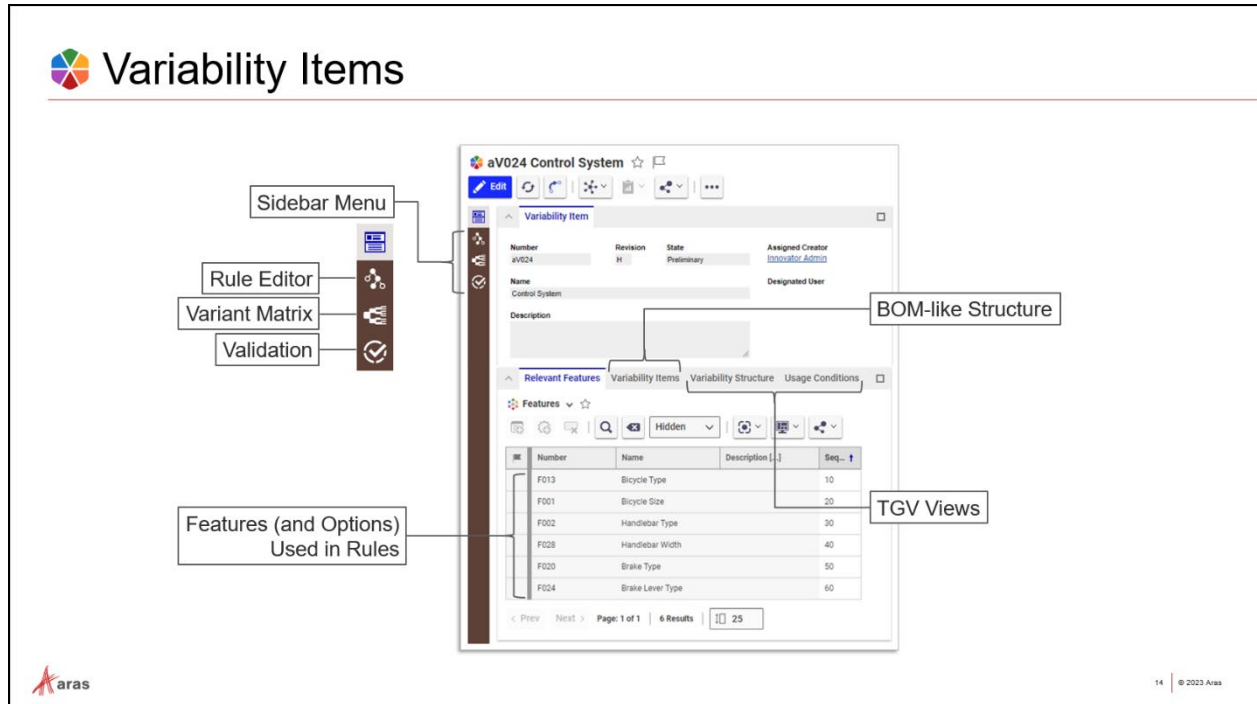 Variability Items
aV024 Control System
Edit
Sidebar Menu
Variability Item
Number
Revision
State
Assigned Creator
aV024
H
Preliminary
Innovator Admin
Rule Editor
Name
Designated User
Control System
Variant Matrix
Description
BOM-like Structure
Validation
Relevant Features Variability Items Variability Structure Usage Conditions
Features
Hidden
Number Name Description [...] Seq...
F013 Bicycle Type 10
F001 Bicycle Size 20
TGV Views
F002 Handlebar Type 30
Features (and Options)
Used in Rules
F028 Handlebar Width 40
F020 Brake Type 50
F024 Brake Lever Type 60
< Prev Next > Page: 1 of 1 6 Results 25
aras
14 © 2023 Aras